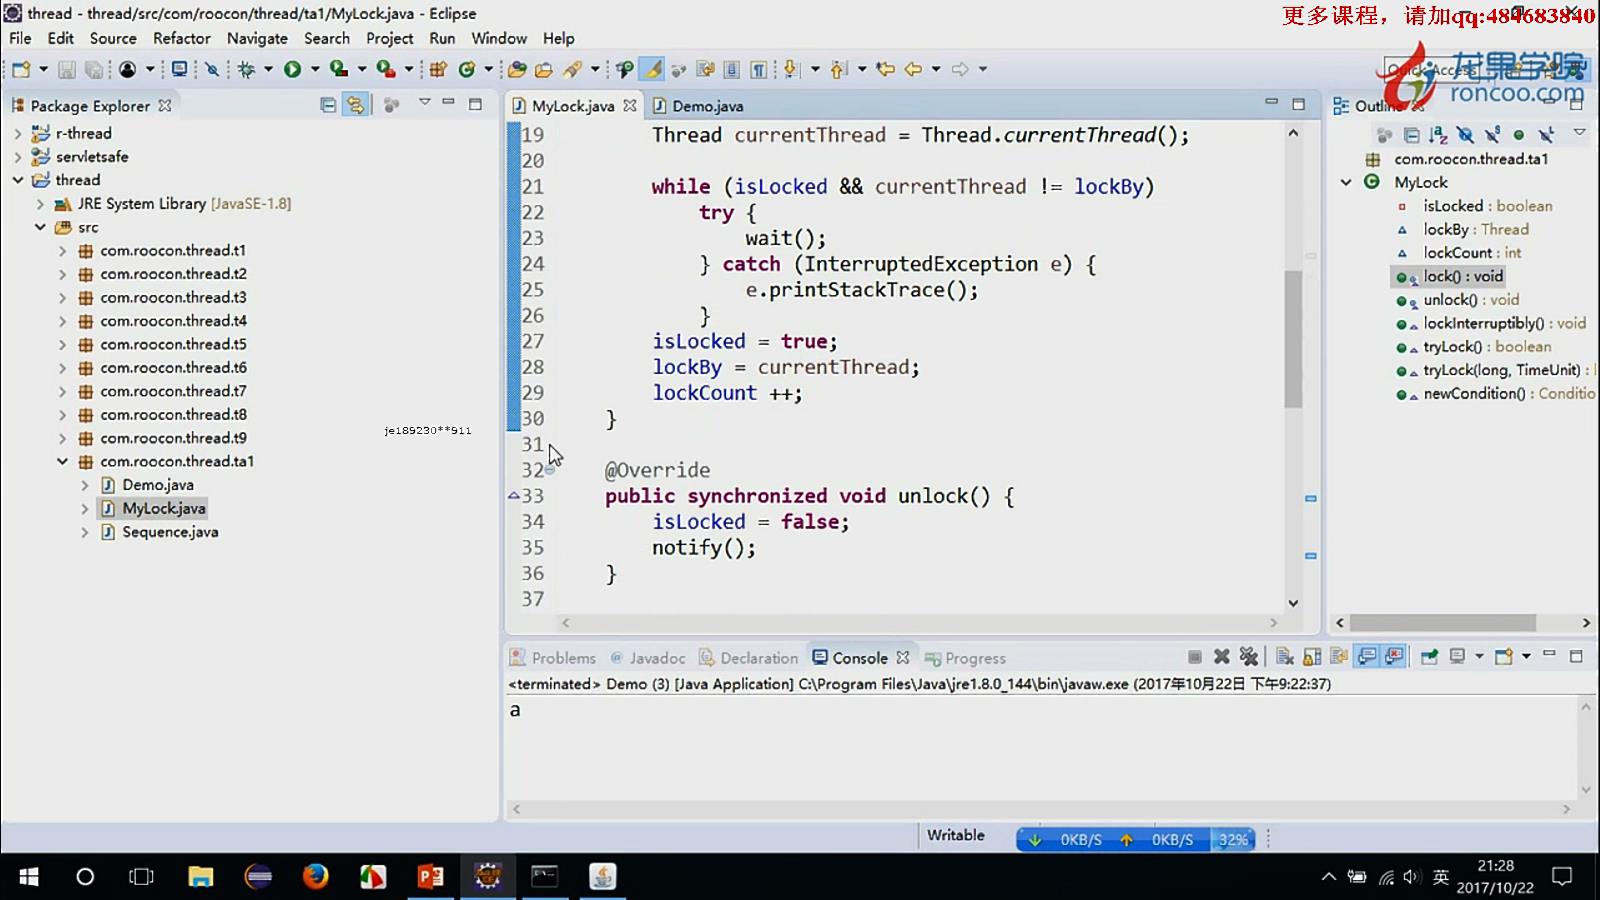 thread - thread/src/com/roocon/thread/ta1/MyLock.java - Eclipse
更多课程，请加qq:484683840
File Edit Source Refactor Navigate Search Project Run Window Help
龙果学院
roncoo.com
Quick Access
Package Explorer
MyLock.java
Demo.java
Outline
r-thread
servletsafe
thread
JRE System Library [JavaSE-1.8]
src
com.roocon.thread.t1
com.roocon.thread.t2
com.roocon.thread.t3
com.roocon.thread.t4
com.roocon.thread.t5
com.roocon.thread.t6
com.roocon.thread.t7
com.roocon.thread.t8
com.roocon.thread.t9
com.roocon.thread.ta1
Demo.java
MyLock.java
Sequence.java
je189230**911
19 Thread currentThread = Thread.currentThread();
20
21 while (isLocked && currentThread != lockBy)
22 try {
23 wait();
24 } catch (InterruptedException e) {
25 e.printStackTrace();
26 }
27 isLocked = true;
28 lockBy = currentThread;
29 lockCount ++;
30 }
31
32 @Override
33 public synchronized void unlock() {
34 isLocked = false;
35 notify();
36 }
37
com.roocon.thread.ta1
MyLock
isLocked : boolean
lockBy : Thread
lockCount : int
lock() : void
unlock() : void
lockInterruptibly() : void
tryLock() : boolean
tryLock(long, TimeUnit) :
newCondition() : Conditio
Problems @ Javadoc Declaration Console Progress
<terminated> Demo (3) [Java Application] C:\Program Files\Java\jre1.8.0_144\bin\javaw.exe (2017年10月22日 下午9:22:37)
a
Writable
0KB/S 0KB/S 32%
英
21:28
2017/10/22